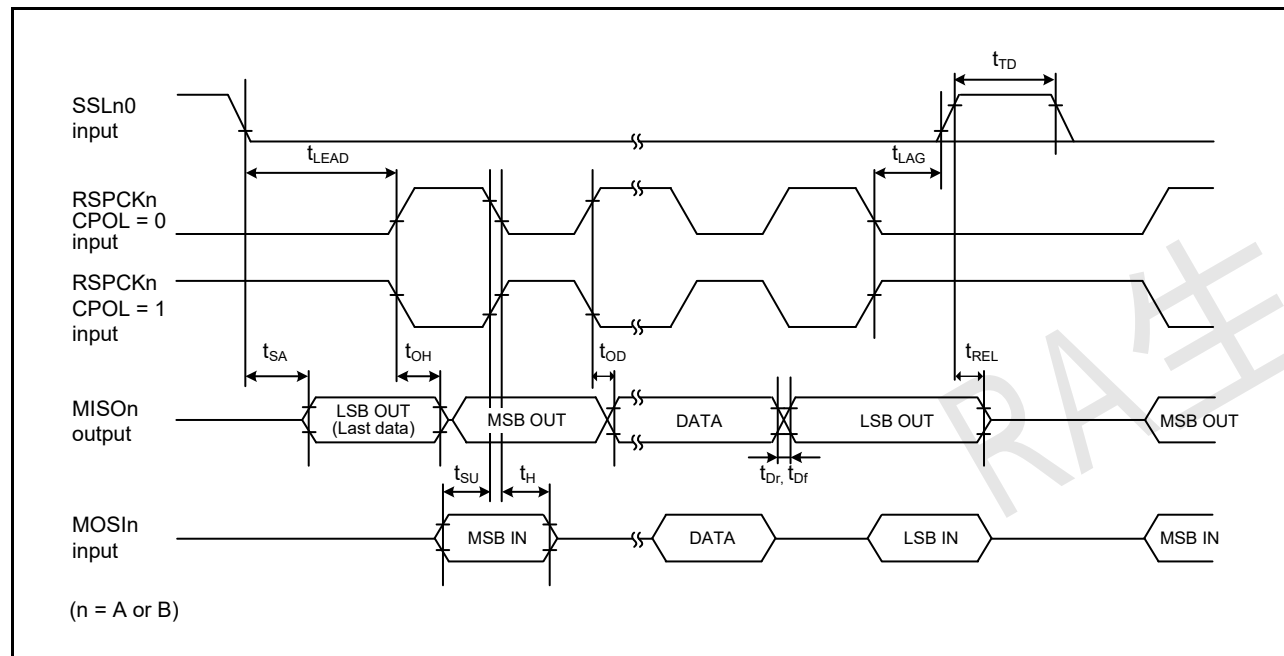 tTD
SSLn0
input
tLEAD
tLAG
RSPCKn
CPOL = 0
input
RSPCKn
CPOL = 1
input
tSA
tOH
tOD
tREL
MISOn
output
LSB OUT
(Last data)
MSB OUT
DATA
LSB OUT
MSB OUT
tSU
tH
tDr, tDf
MOSIn
input
MSB IN
DATA
LSB IN
MSB IN
(n = A or B)
RA生